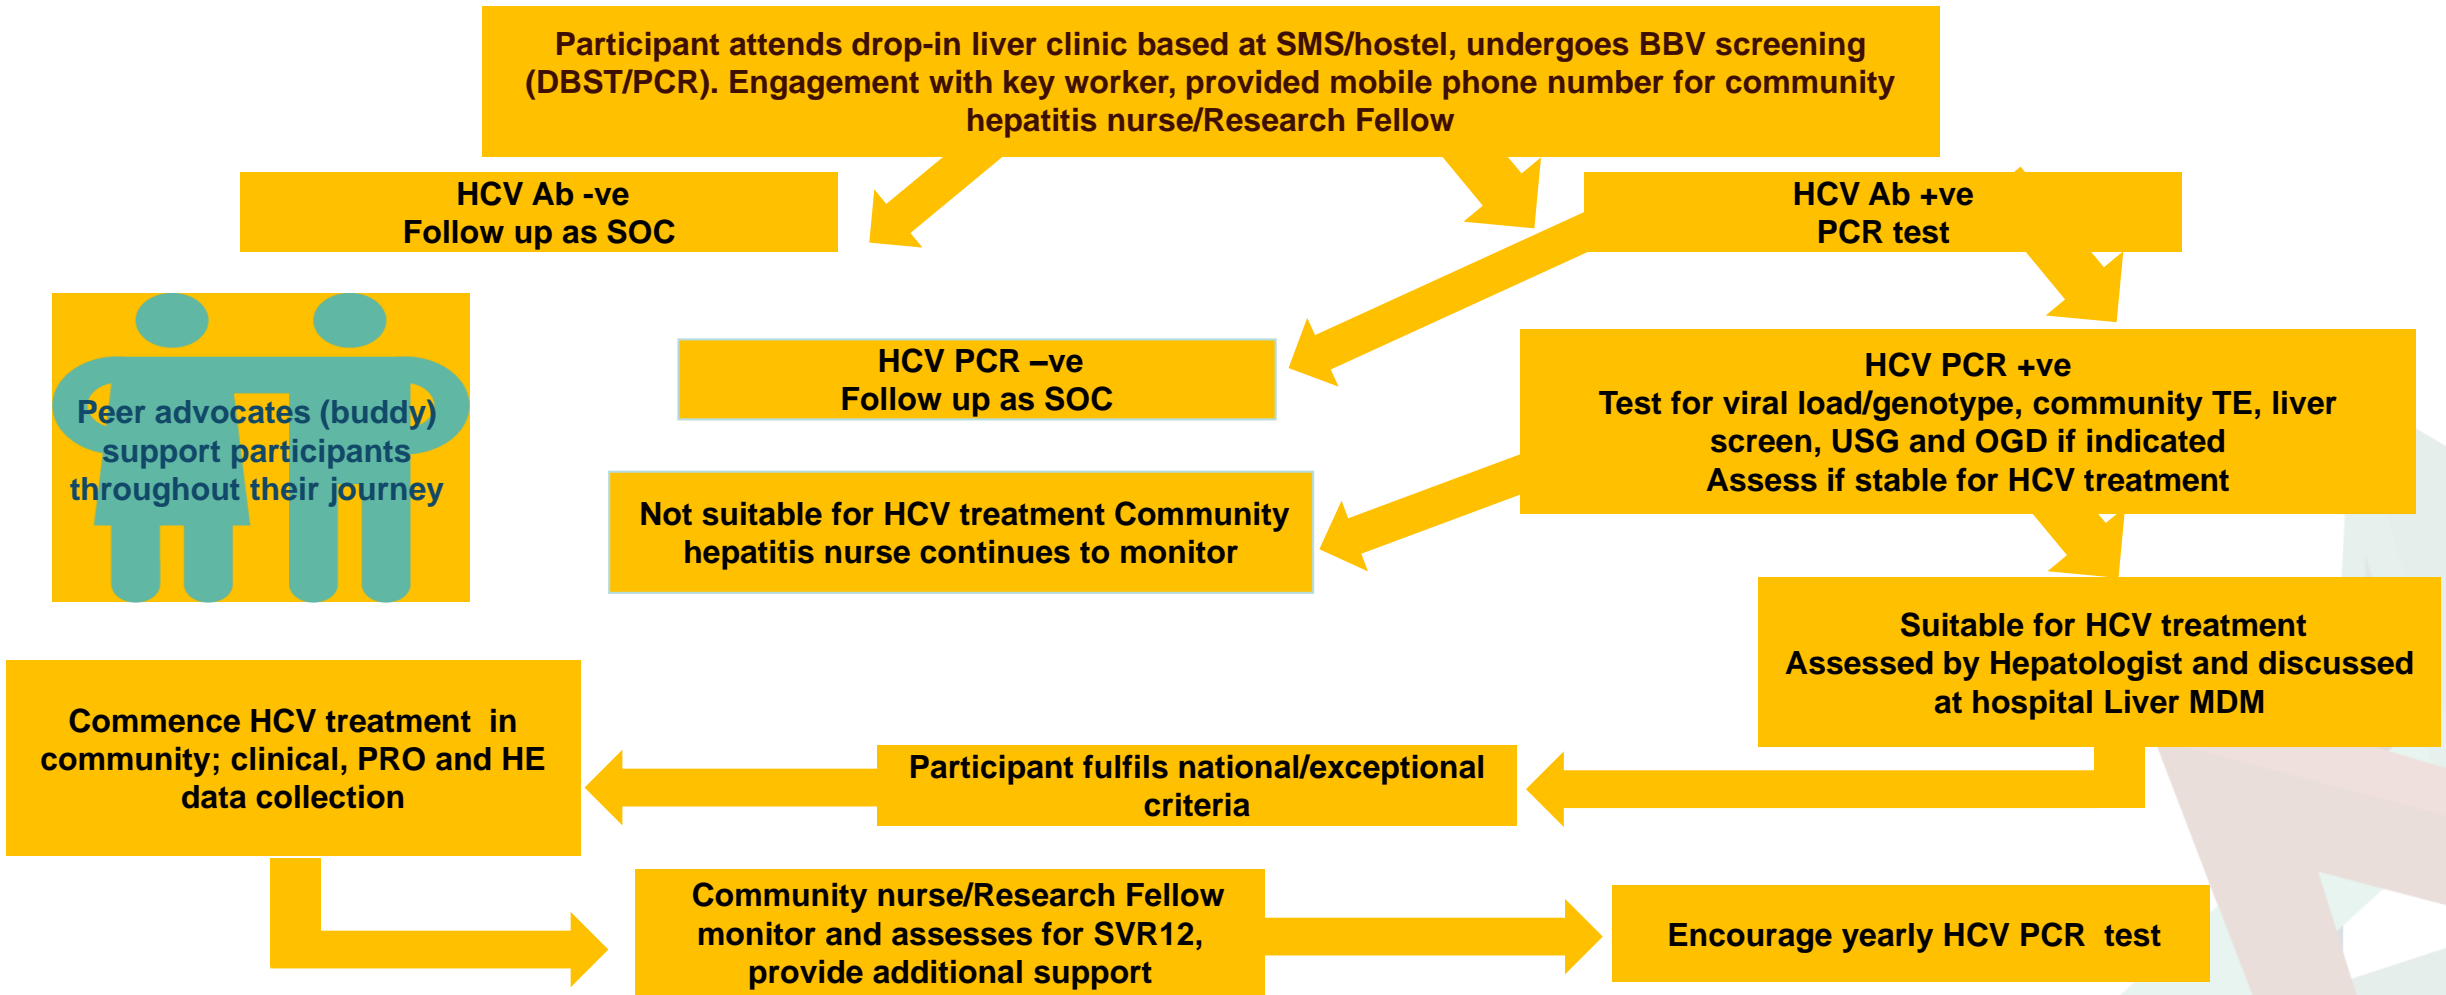 Participant attends drop-in liver clinic based at SMS/hostel, undergoes BBV screening
(DBST/PCR). Engagement with key worker, provided mobile phone number for community
hepatitis nurse/Research Fellow
HCV Ab -ve
Follow up as SOC
HCV Ab +ve
PCR test
HCV PCR –ve
Follow up as SOC
HCV PCR +ve
Test for viral load/genotype, community TE, liver
screen, USG and OGD if indicated
Assess if stable for HCV treatment
Peer advocates (buddy)
support participants
throughout their journey
Not suitable for HCV treatment Community
hepatitis nurse continues to monitor
Suitable for HCV treatment
Assessed by Hepatologist and discussed
at hospital Liver MDM
Participant fulfils national/exceptional
criteria
Commence HCV treatment in
community; clinical, PRO and HE
data collection
Community nurse/Research Fellow
monitor and assesses for SVR12,
provide additional support
Encourage yearly HCV PCR test